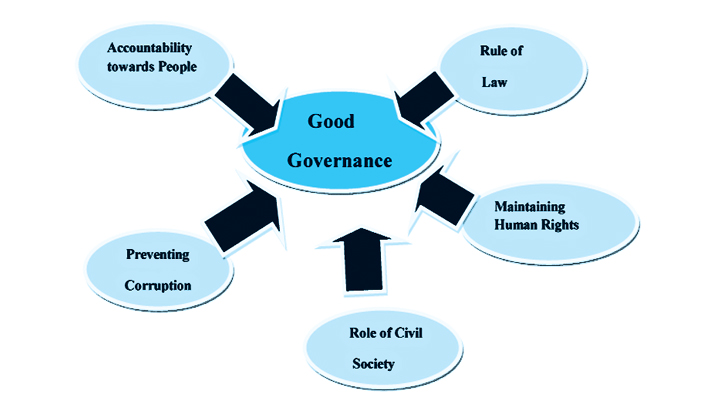 Accountability
towards People
Rule of
Law
Good
Governance
Maintaining
Human Rights
Preventing
Corruption
Role of Civil
Society